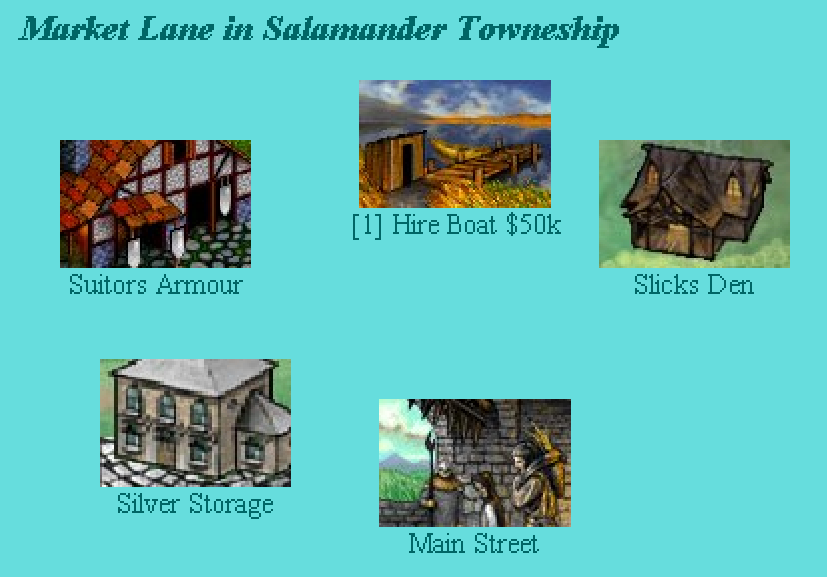 Market Lane in Salamander Towneship
[1] Hire Boat $50k
Suitors Armour
Slicks Den
Silver Storage
Main Street